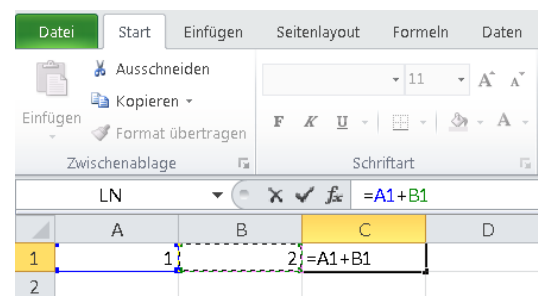 Datei Start Einfügen Seitenlayout Formeln Daten
Ausschneiden
11 A A
Kopieren
Einfügen
Format übertragen
F K U A
Zwischenablage Schriftart
LN fx =A1+B1
A B C D
1 1 2 =A1+B1
2